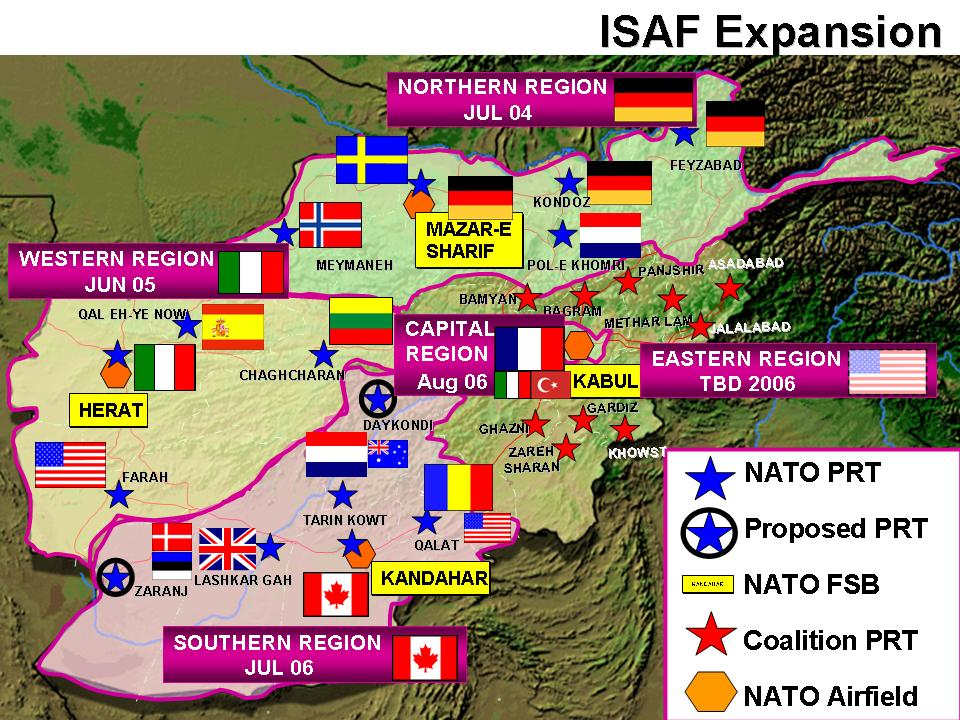 ISAF Expansion
NORTHERN REGION
JUL 04
FEYZABAD
KONDOZ
MAZAR-E
SHARIF
POL-E KHOMRI
MEYMANEH
WESTERN REGION
JUN 05
PANJSHIR
ASADABAD
BAMYAN
BAGRAM
METHAR LAM
JALALABAD
QAL EH-YE NOW
CHAGHCHARAN
CAPITAL
REGION
Aug 06
KABUL
EASTERN REGION
TBD 2006
HERAT
DAYKONDI
GHAZNI
GARDIZ
ZAREH
SHARAN
KHOWST
FARAH
TARIN KOWT
QALAT
ZARANJ
LASHKAR GAH
KANDAHAR
SOUTHERN REGION
JUL 06
NATO PRT
Proposed PRT
KANDAHAR
NATO FSB
Coalition PRT
NATO Airfield